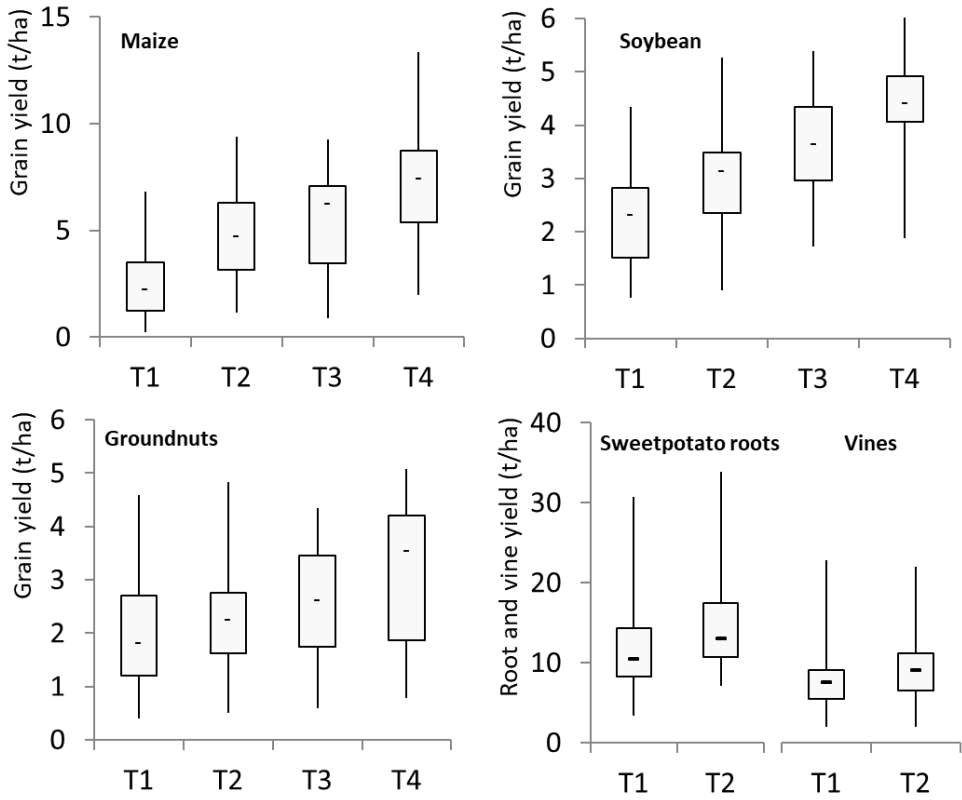 Maize
Grain yield (t/ha)
15
10
5
0
T1 T2 T3 T4
Soybean
Grain yield (t/ha)
6
5
4
3
2
1
0
T1 T2 T3 T4
Groundnuts
Grain yield (t/ha)
6
5
4
3
2
1
0
T1 T2 T3 T4
Sweetpotato roots Vines
Root and vine yield (t/ha)
40
30
20
10
0
T1 T2 T1 T2